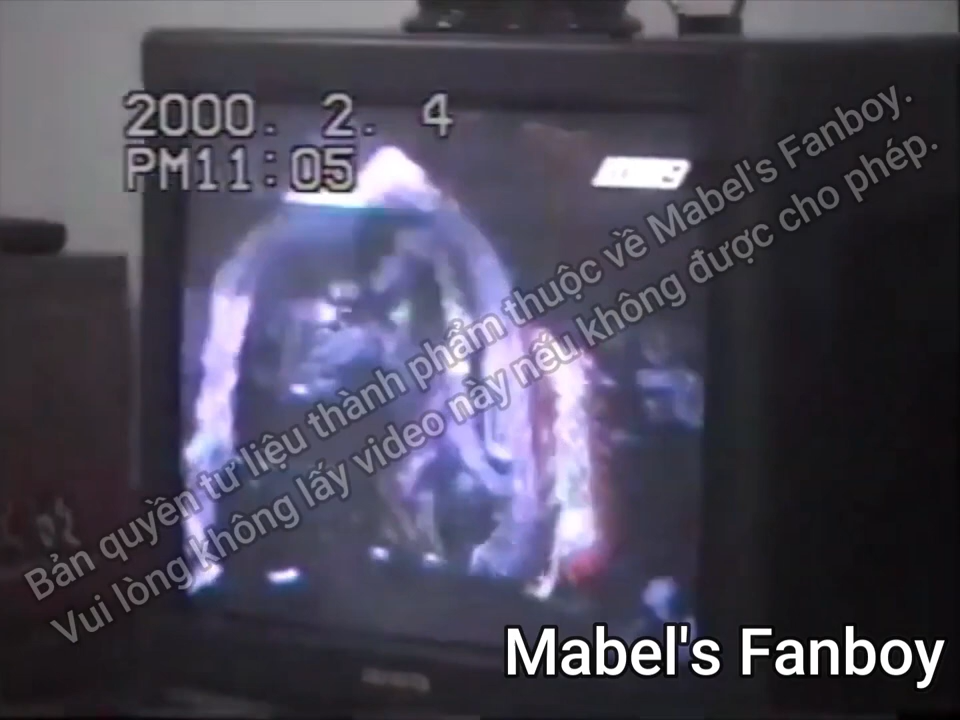 2000. 2. 4
PM11:05
Bản quyền tư liệu thành phẩm thuộc về Mabel's Fanboy.
Vui lòng không lấy video này nếu không được cho phép.
Mabel's Fanboy